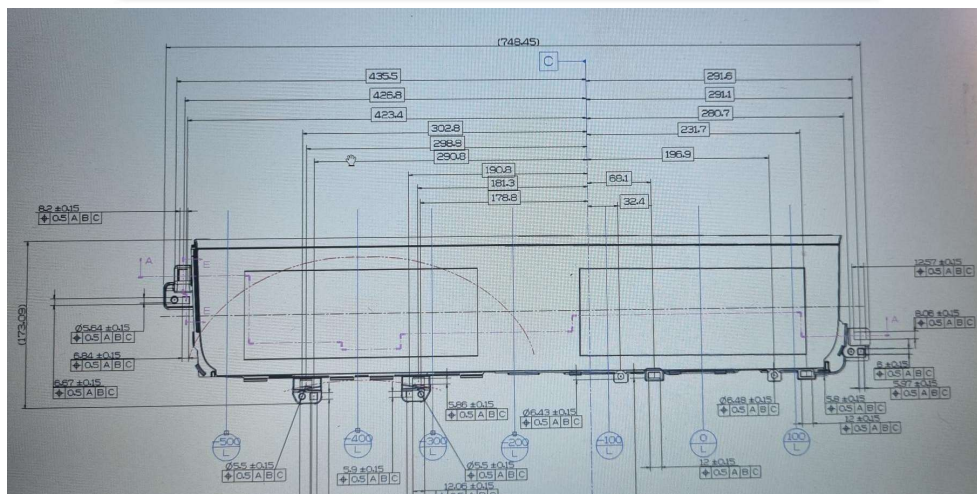 (748.45)
C
435.5 291.6
426.8 291.1
423.4 280.7
302.8 231.7
298.8
290.8 196.9
190.8 68.1
181.3
178.8 32.4
8.2 ±0.15
⌖ 0.5 A B C
A E
12.57 ±0.15
⌖ 0.5 A B C
(173.09)
E
A
Ø5.64 ±0.15
⌖ 0.5 A B C
⌖ 0.5 A B C
6.84 ±0.15
⌖ 0.5 A B C
⌖ 0.5 A B C
5.97 ±0.15
⌖ 0.5 A B C
6.67 ±0.15
⌖ 0.5 A B C
5.86 ±0.15
⌖ 0.5 A B C
Ø6.43 ±0.15
⌖ 0.5 A B C
Ø6.48 ±0.15
⌖ 0.5 A B C
5.8 ±0.15
⌖ 0.5 A B C
12 ±0.15
⌖ 0.5 A B C
-500 L
-400 L
-300 L
-200 L
-100 L
0 L
100 L
Ø5.5 ±0.15
⌖ 0.5 A B C
5.9 ±0.15
⌖ 0.5 A B C
Ø5.5 ±0.15
⌖ 0.5 A B C
12.06 ±0.15
12 ±0.15
⌖ 0.5 A B C